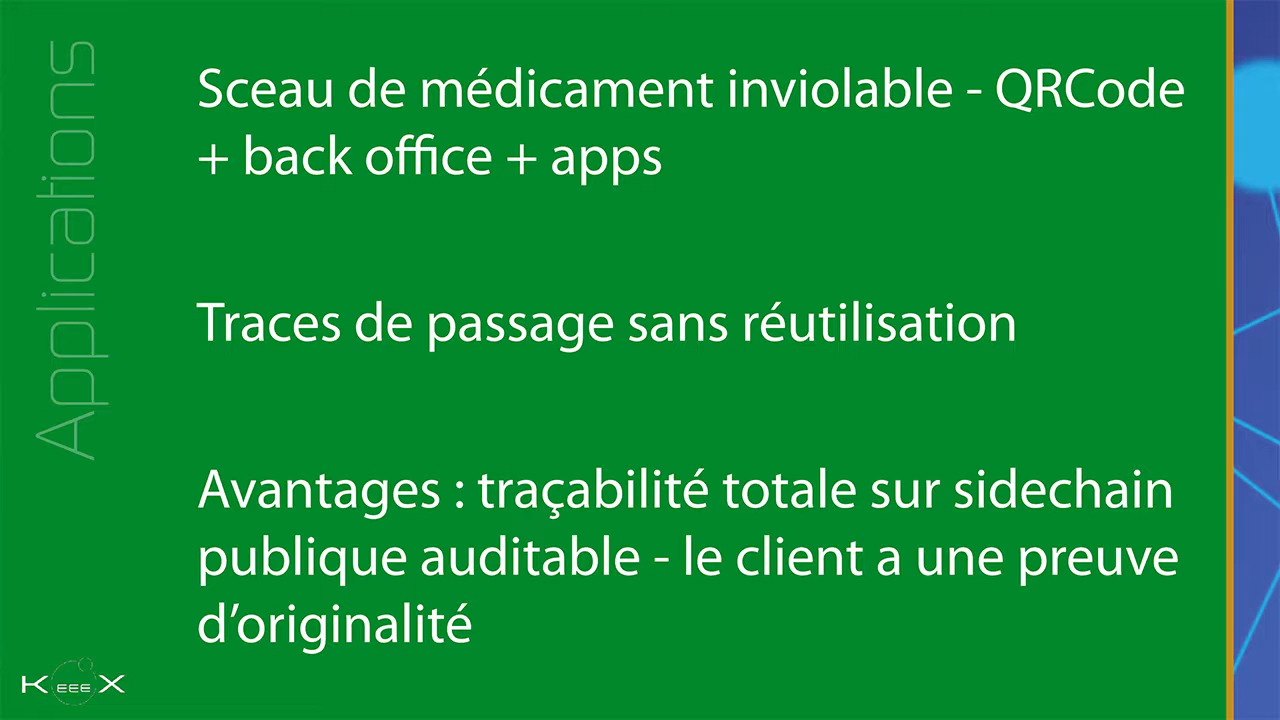 Applications
Sceau de médicament inviolable - QRCode
+ back office + apps
Traces de passage sans réutilisation
Avantages : traçabilité totale sur sidechain
publique auditable - le client a une preuve
d’originalité
KEEEX